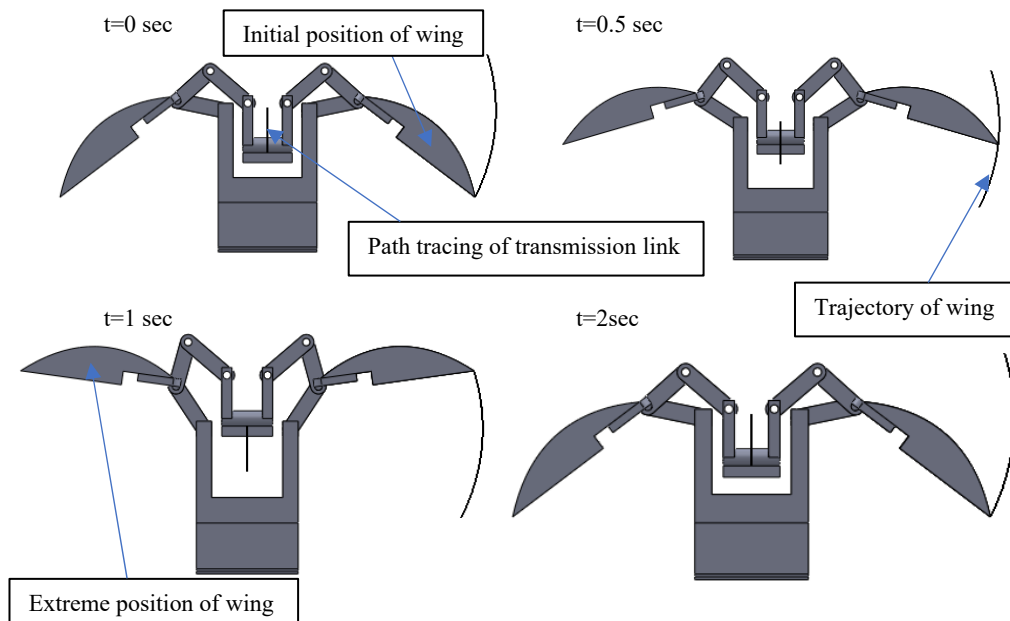 t=0 sec
Initial position of wing
t=0.5 sec
Path tracing of transmission link
Trajectory of wing
t=1 sec
t=2sec
Extreme position of wing